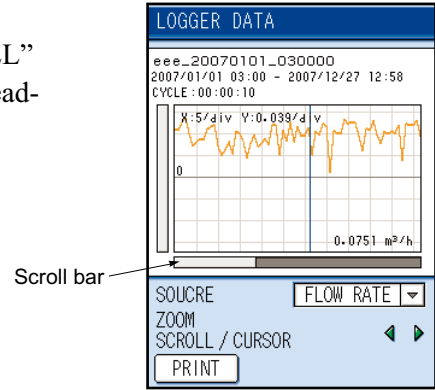 LL”
ead-
LOGGER DATA
eee_20070101_030000
2007/01/01 03:00 - 2007/12/27 12:58
CYCLE:00:00:10
X:5/div Y:0.039/div
0
0.0751 m³/h
Scroll bar
SOUCRE FLOW RATE
ZOOM
SCROLL/CURSOR
PRINT